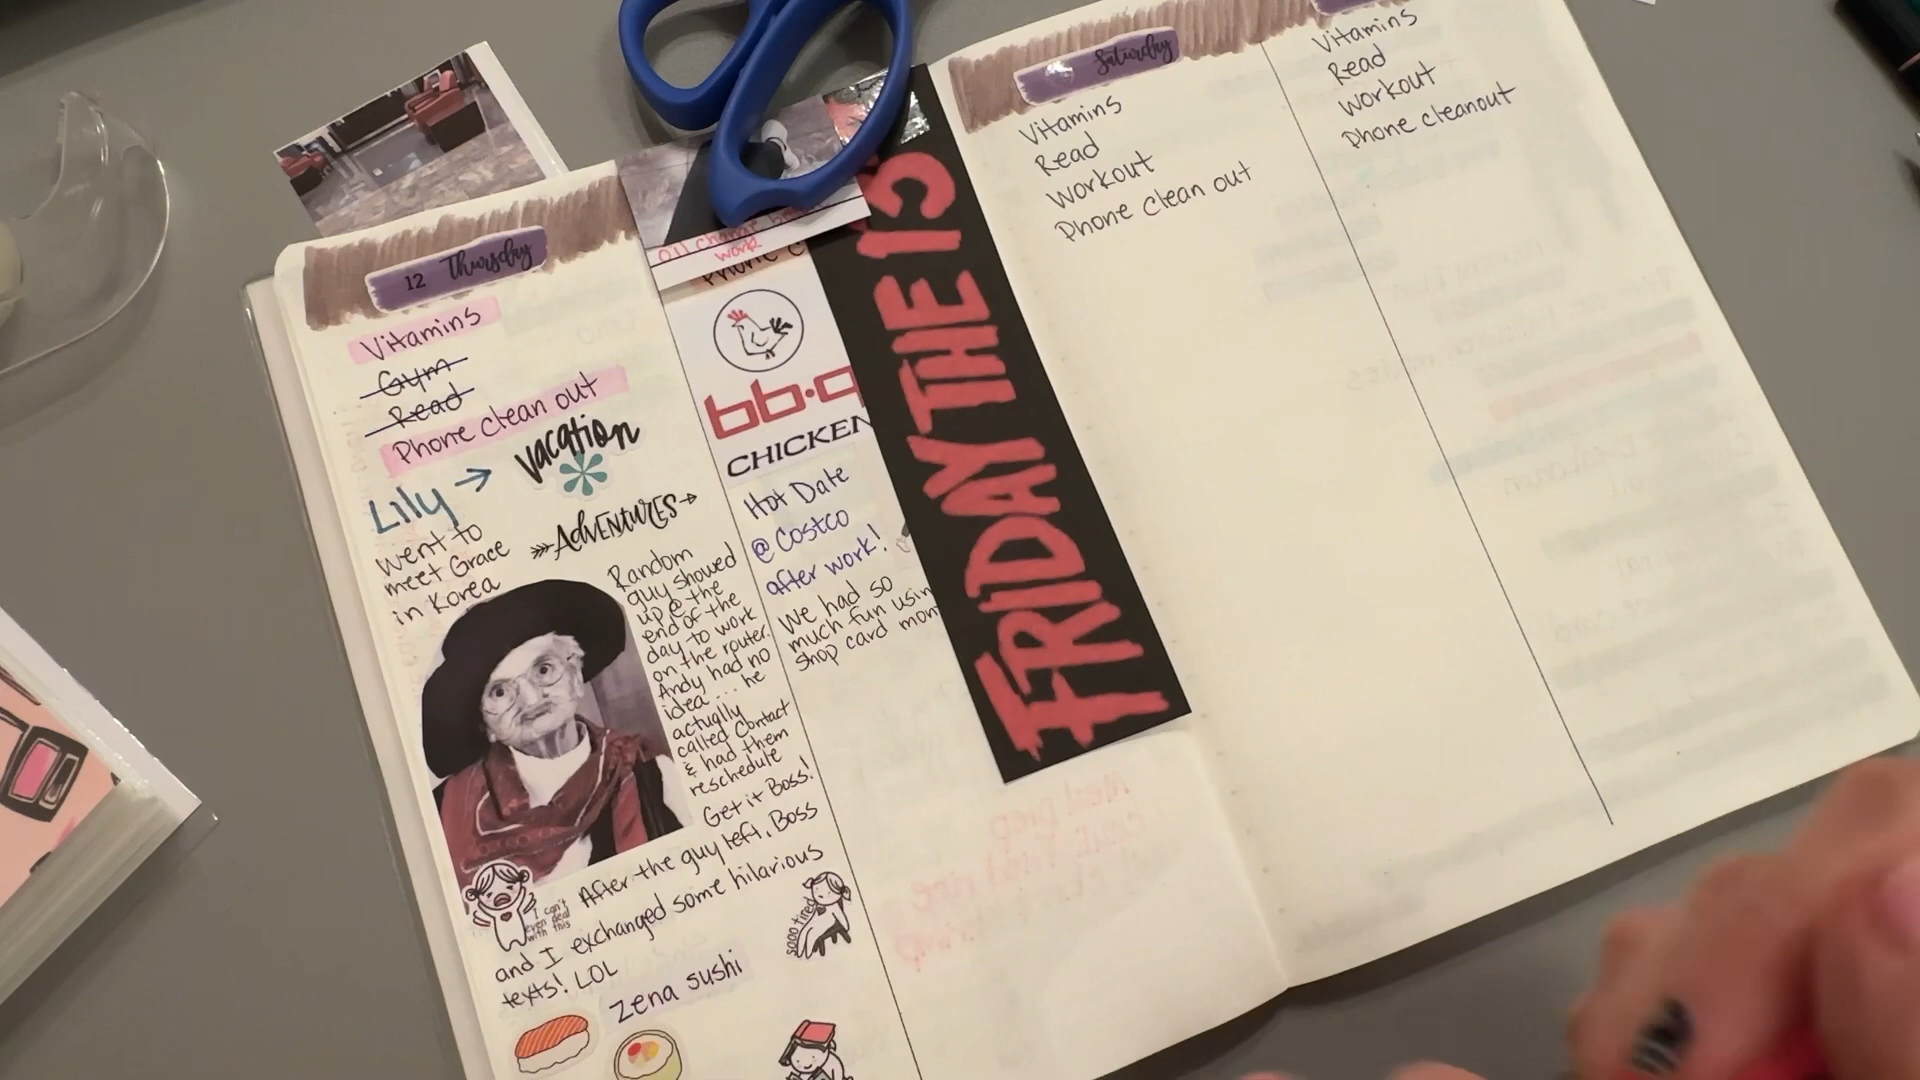 12 Thursday
Vitamins
Gym
Read
Phone clean out
Lily → vacation
went to
meet Grace
in Korea
Adventures
Random
guy showed
up @ the
end of the
day to work
on the router.
Andy had no
idea... he
actually
called Contact
& had them
reschedule
Get it Boss!
After the guy left, Boss
and I exchanged some hilarious
texts! LOL
I can't
even deal
with this
sooo tired
Zena sushi
Oil change
work
Phone c
bb.q
CHICKEN
Hot Date
@ Costco
after work!
We had so
much fun usin
shop card mon
FRIDAY THE 13
Saturday
Vitamins
Read
Workout
Phone clean out
Vitamins
Read
Workout
Phone cleanout